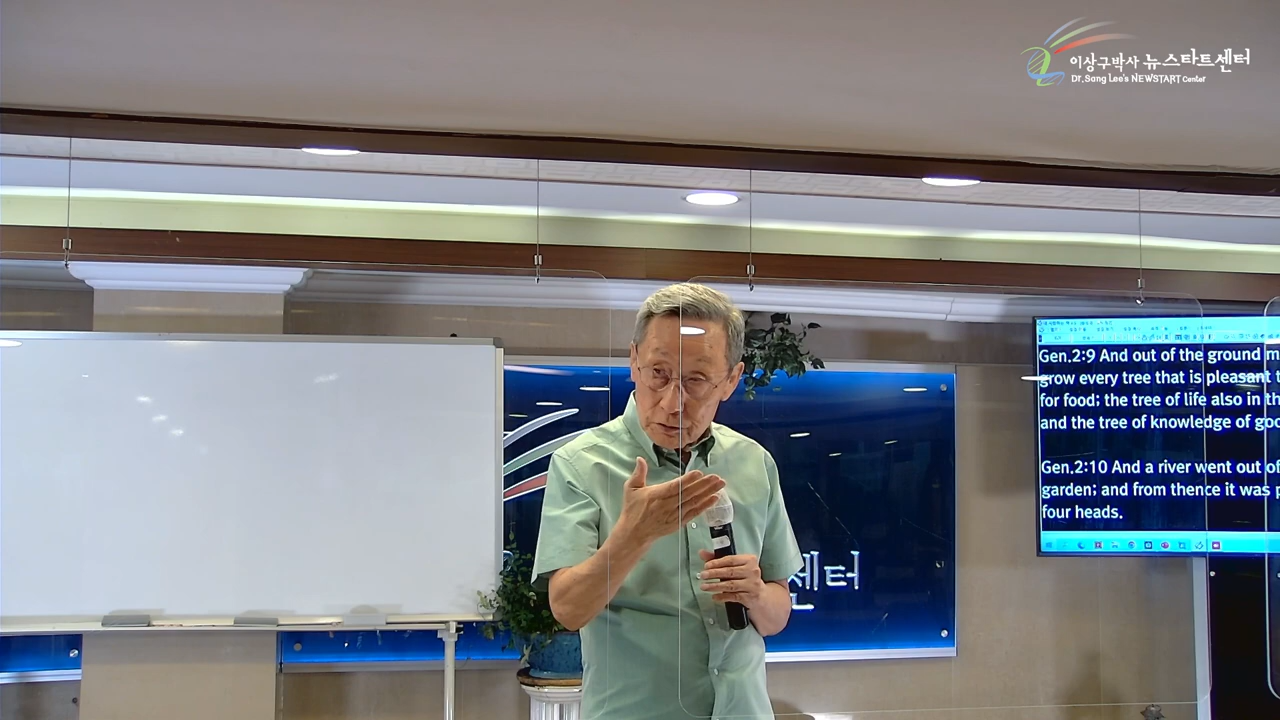 이상구박사 뉴스타트센터
Dr. Sang Lee's NEWSTART Center
Gen.2:9 And out of the ground m
grow every tree that is pleasant t
for food; the tree of life also in th
and the tree of knowledge of goo
Gen.2:10 And a river went out of
garden; and from thence it was p
four heads.
센터